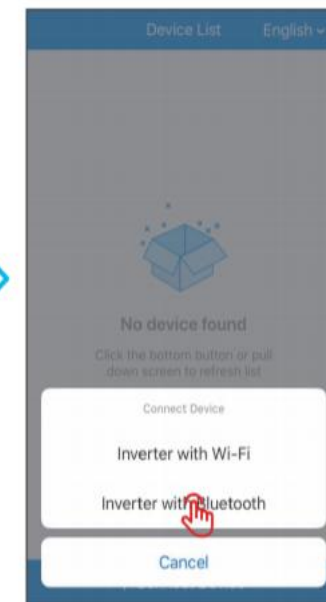 Device List English
No device found
Click the bottom button or pull
down screen to refresh list
Connect Device
Inverter with Wi-Fi
Inverter with Bluetooth
Cancel